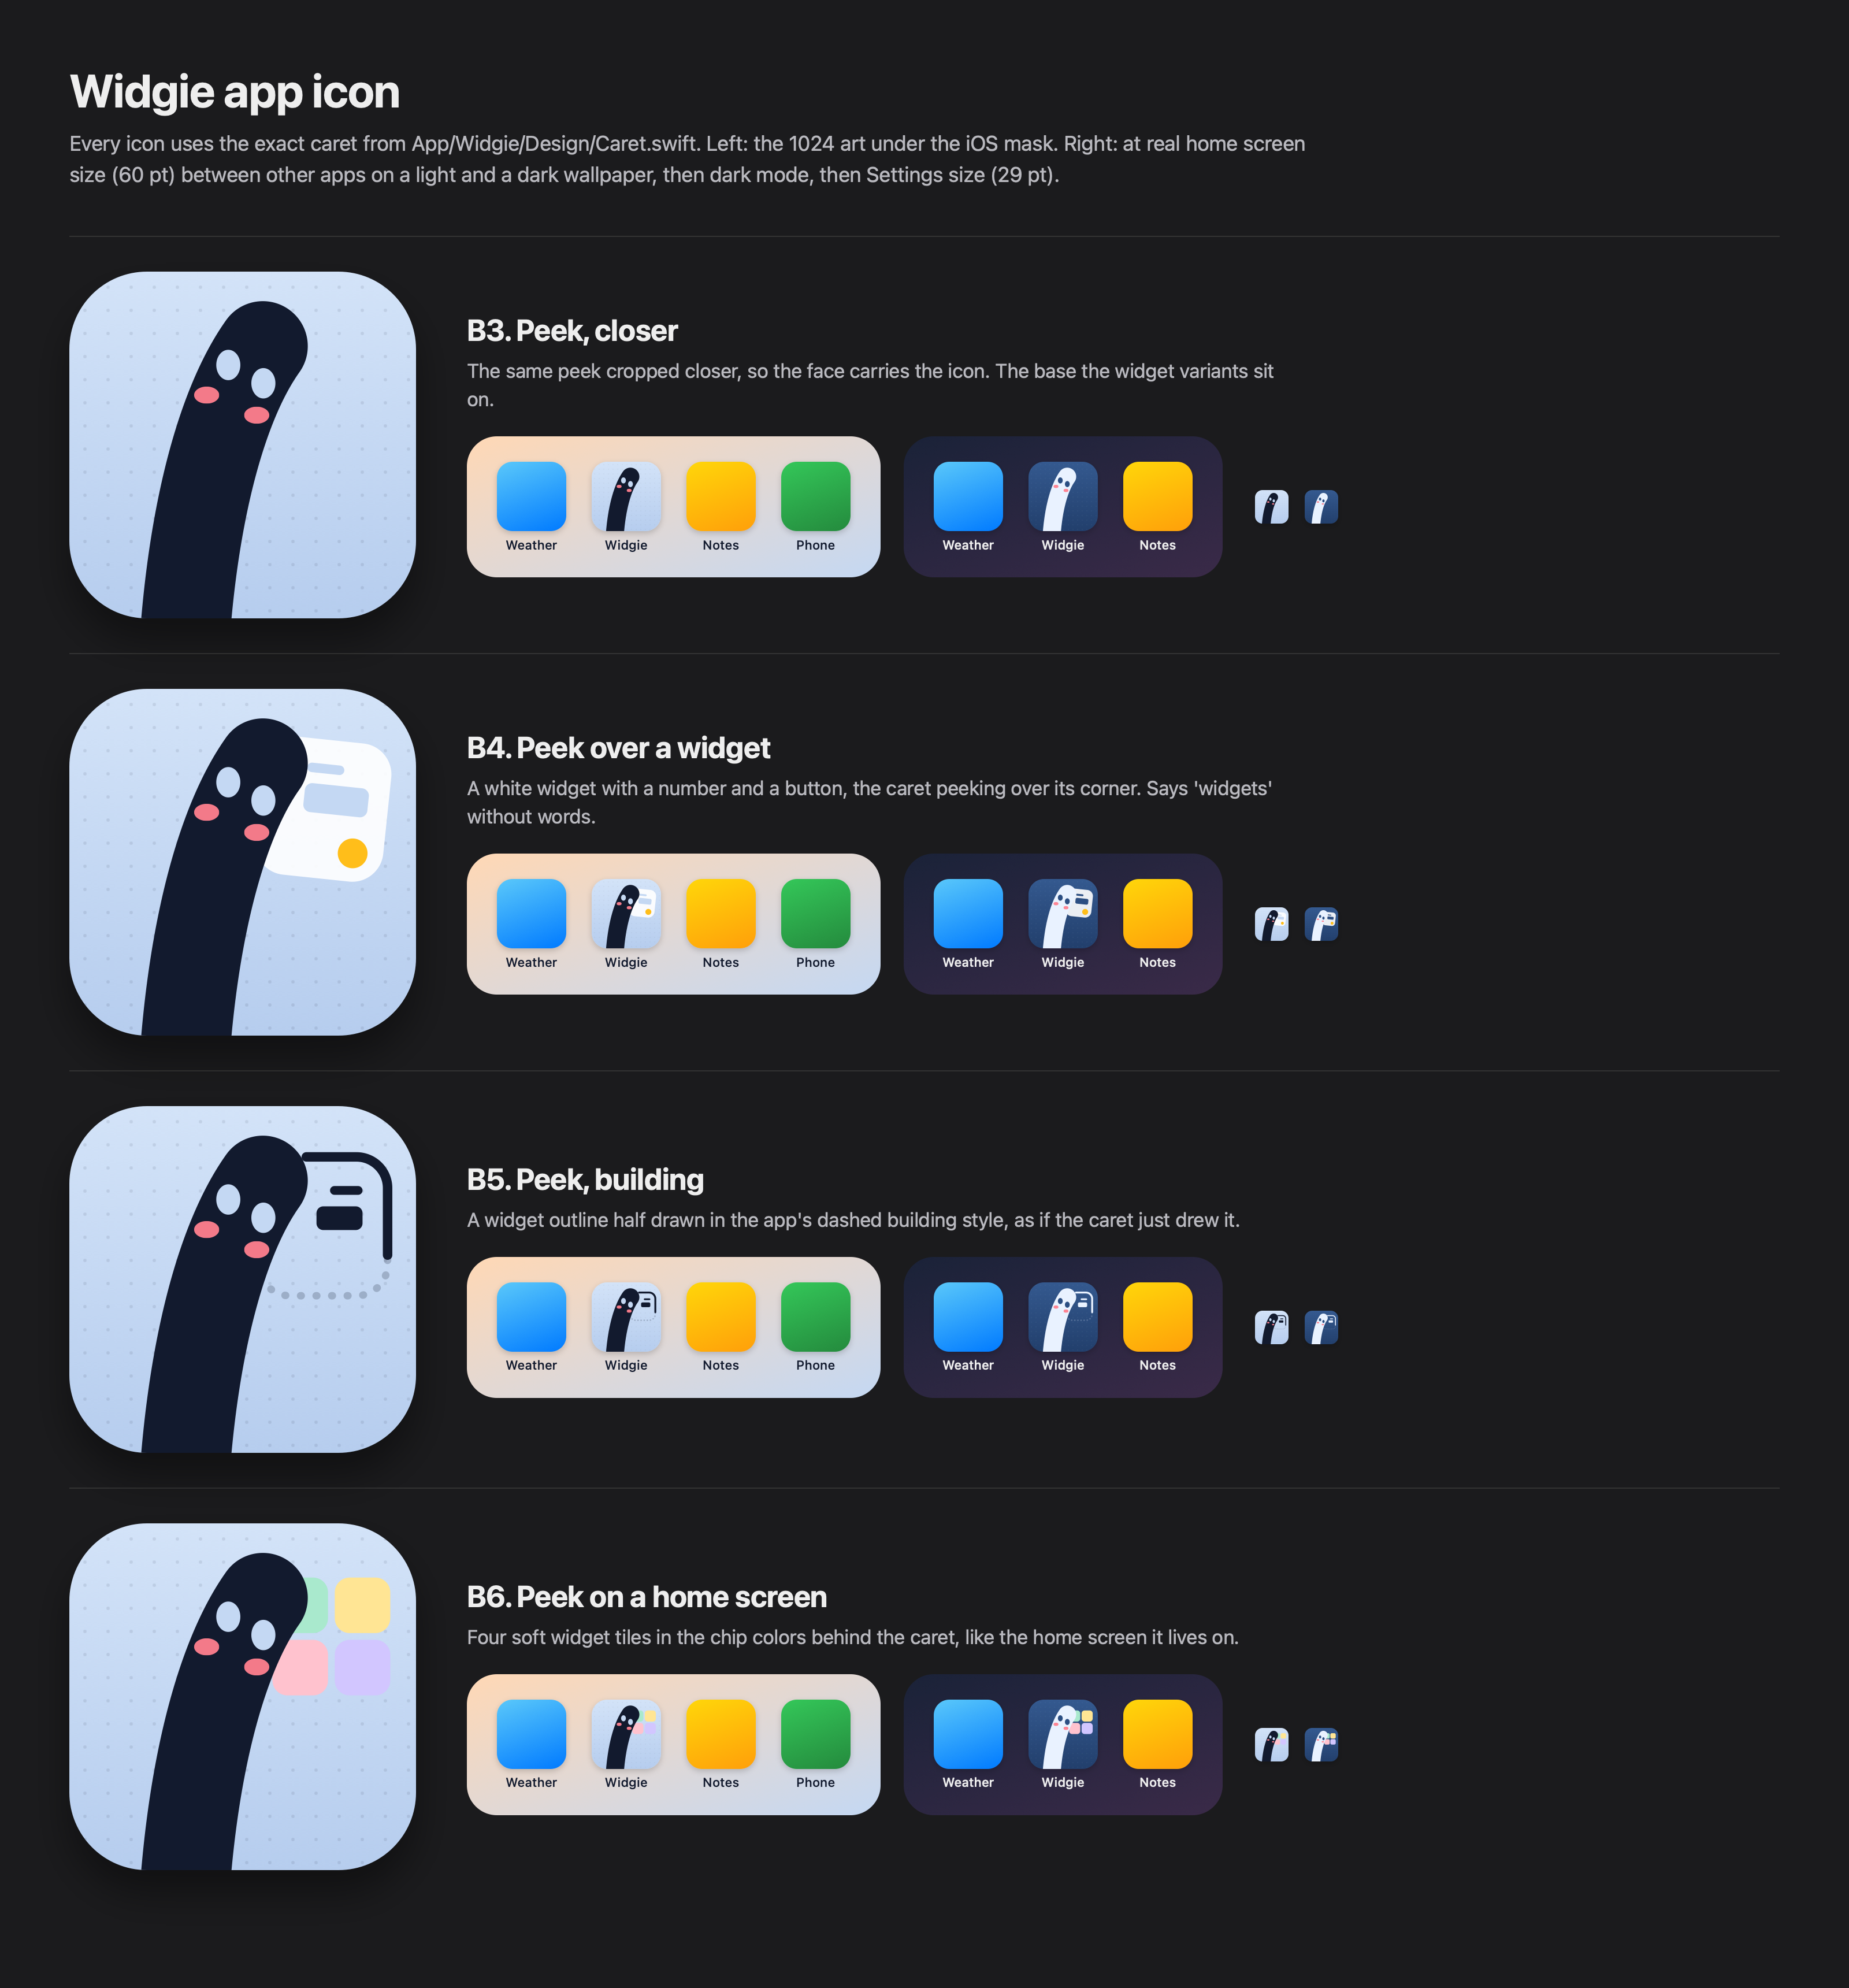 Widgie app icon
Every icon uses the exact caret from App/Widgie/Design/Caret.swift. Left: the 1024 art under the iOS mask. Right: at real home screen
size (60 pt) between other apps on a light and a dark wallpaper, then dark mode, then Settings size (29 pt).
B3. Peek, closer
The same peek cropped closer, so the face carries the icon. The base the widget variants sit
on.
Weather Widgie Notes Phone
Weather Widgie Notes
B4. Peek over a widget
A white widget with a number and a button, the caret peeking over its corner. Says 'widgets'
without words.
Weather Widgie Notes Phone
Weather Widgie Notes
B5. Peek, building
A widget outline half drawn in the app's dashed building style, as if the caret just drew it.
Weather Widgie Notes Phone
Weather Widgie Notes
B6. Peek on a home screen
Four soft widget tiles in the chip colors behind the caret, like the home screen it lives on.
Weather Widgie Notes Phone
Weather Widgie Notes